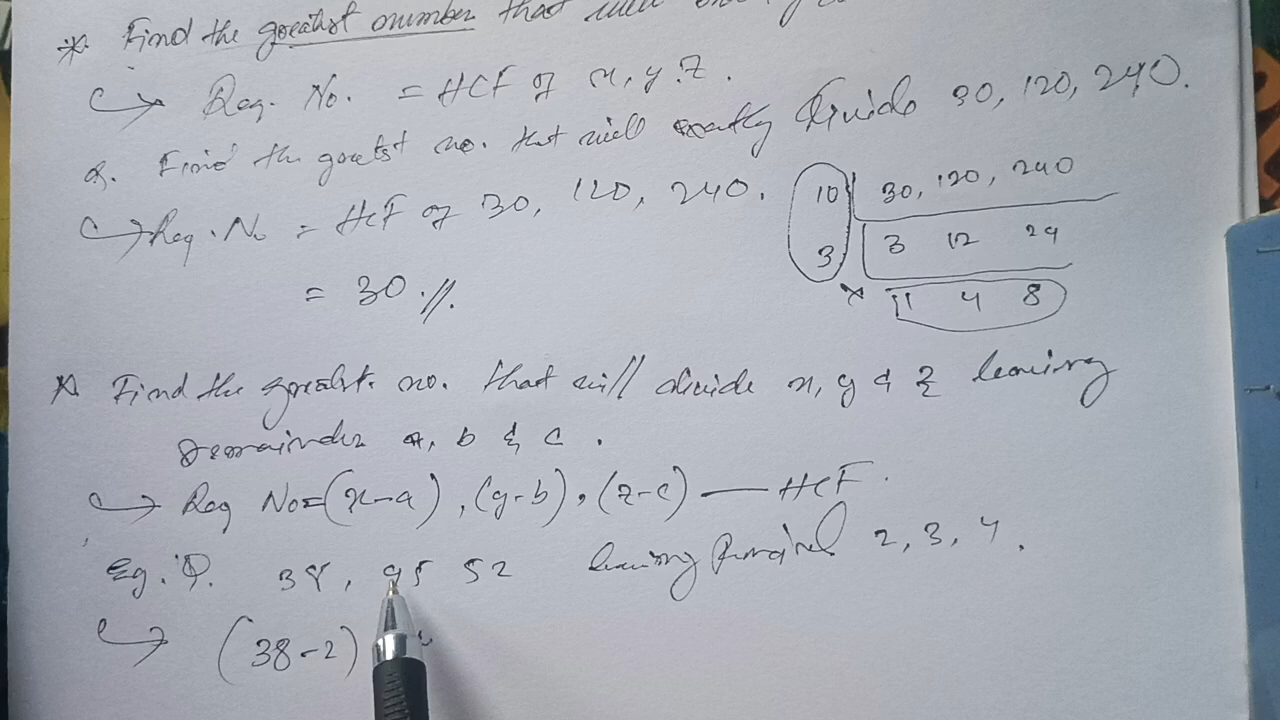 * Find the greatest number that will
↪ Req. No. = HCF of x, y, z.
Q. Find the greatst no. that will exactly divide 30, 120, 240.
↪ Req. No = HCF of 30, 120, 240.
= 30 //.
10 | 30, 120, 240
3 | 3 12 24
* 1 4 8
* Find the greatest no. that will divide x, y & z leaving
remainder a, b & c.
↪ Req No = (x-a), (y-b), (z-c) — HCF.
Eg. Q. 38, 45 52 leaving 2, 3, 4.
↪ (38-2)